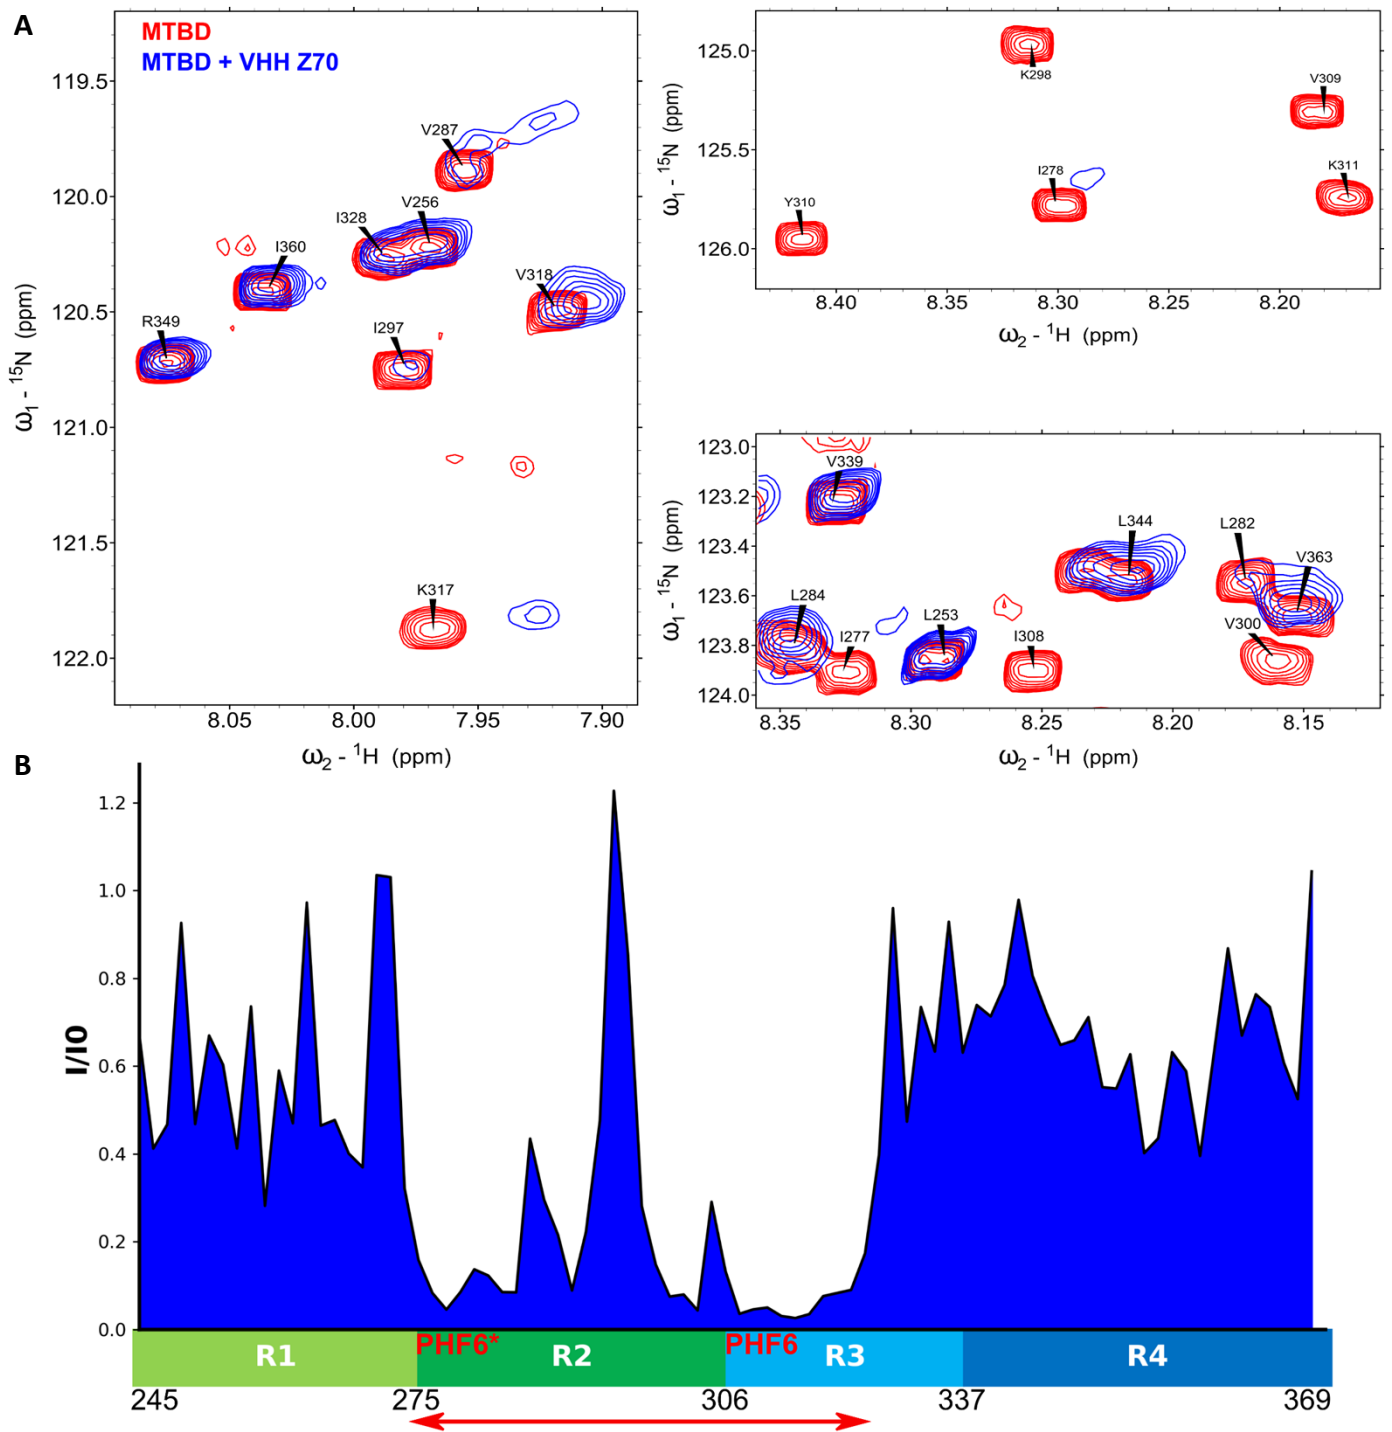 A
MTBD
MTBD + VHH Z70
119.5
120.0
120.5
121.0
121.5
122.0
ω1 - 15N (ppm)
V287
V256
I328
I360
V318
R349
I297
K317
8.05
8.00
7.95
7.90
ω2 - 1H (ppm)
125.0
125.5
126.0
ω1 - 15N (ppm)
K298
V309
I278
K311
Y310
8.40
8.35
8.30
8.25
8.20
ω2 - 1H (ppm)
123.0
123.2
123.4
123.6
123.8
124.0
ω1 - 15N (ppm)
V339
L344
L282
V363
L284
L253
I277
I308
V300
8.35
8.30
8.25
8.20
8.15
ω2 - 1H (ppm)
B
1.2
1.0
0.8
0.6
0.4
0.2
0.0
I/I0
PHF6*
PHF6
R1
R2
R3
R4
245
275
306
337
369